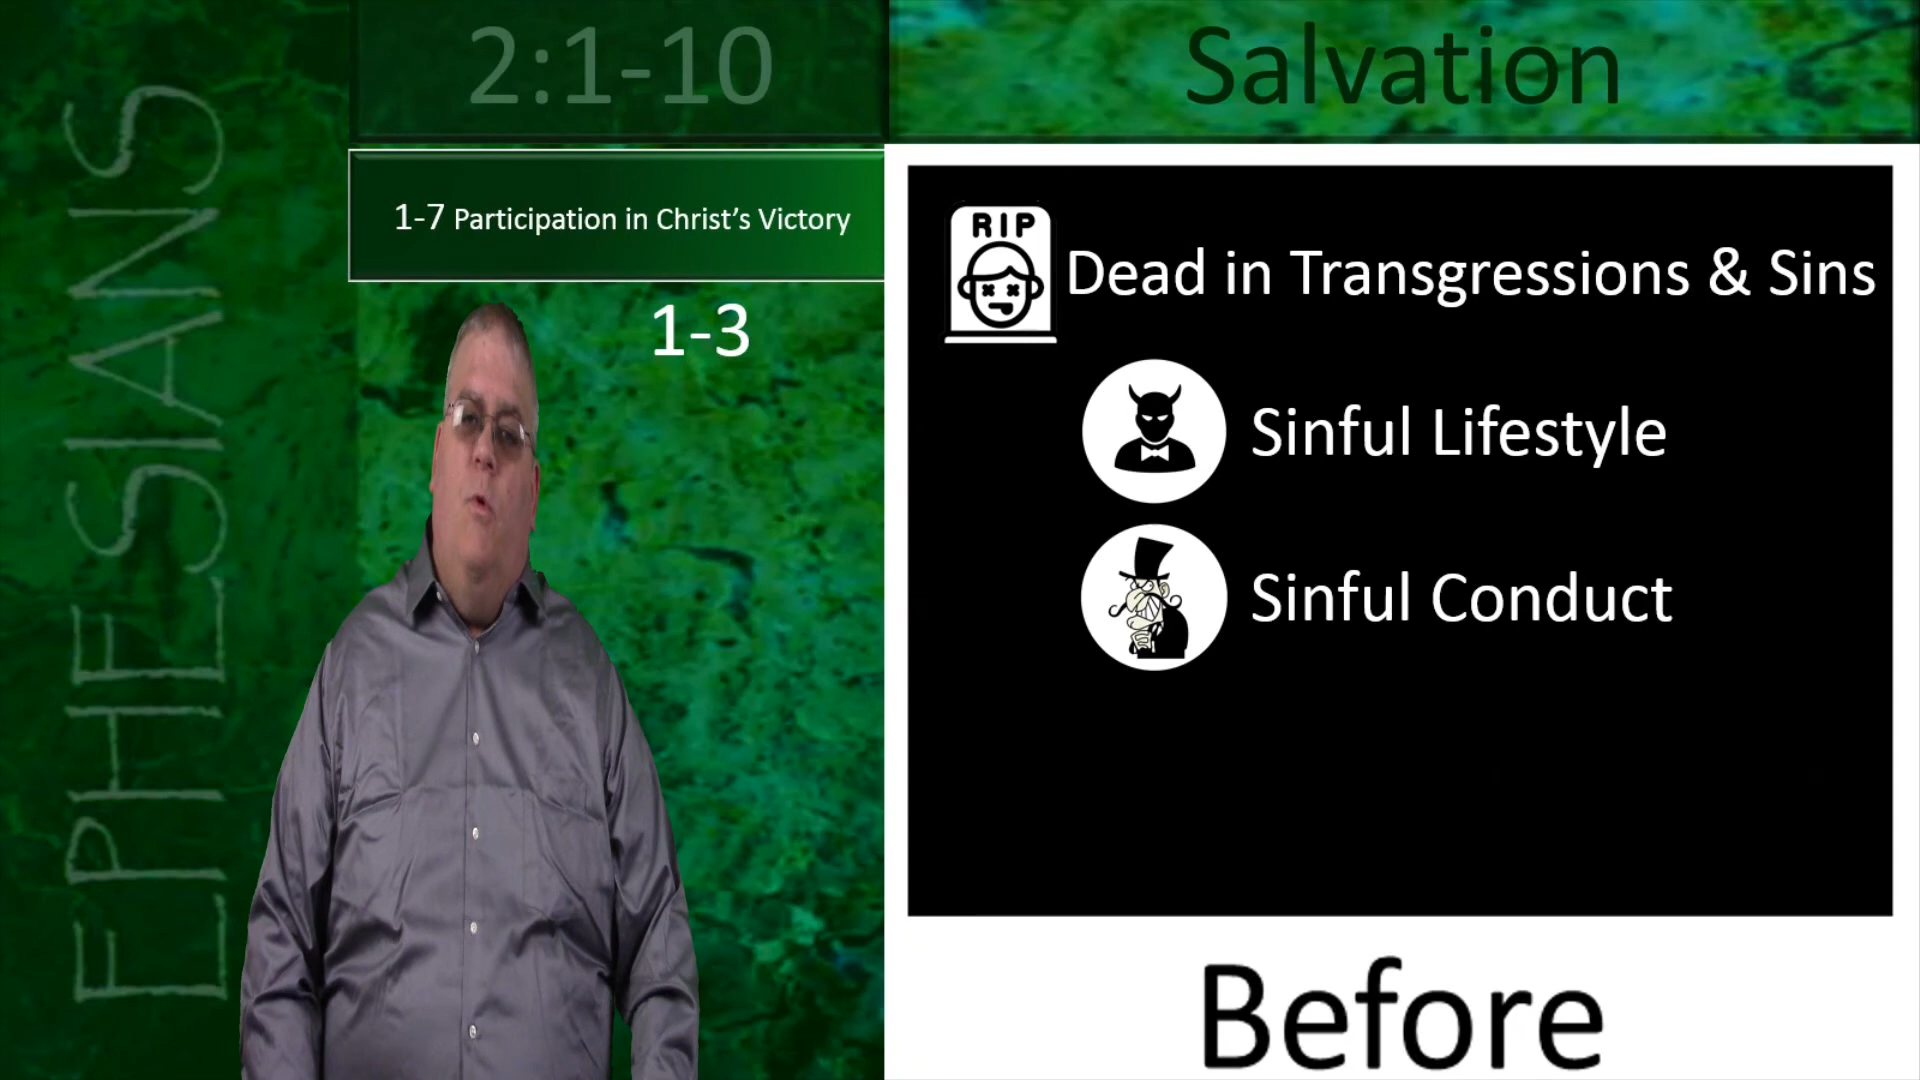 EPHESIANS
2:1-10
Salvation
1-7 Participation in Christ’s Victory
1-3
RIP
Dead in Transgressions & Sins
Sinful Lifestyle
Sinful Conduct
Before